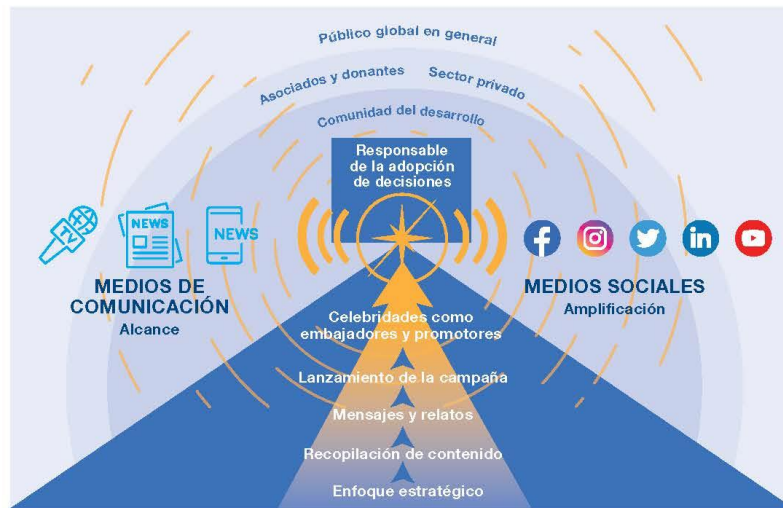 Público global en general
Asociados y donantes
Sector privado
Comunidad del desarrollo
Responsable
de la adopción
de decisiones
TV
NEWS
NEWS
MEDIOS DE
COMUNICACIÓN
Alcance
f
in
MEDIOS SOCIALES
Amplificación
Celebridades como
embajadores y promotores
Lanzamiento de la campaña
Mensajes y relatos
Recopilación de contenido
Enfoque estratégico